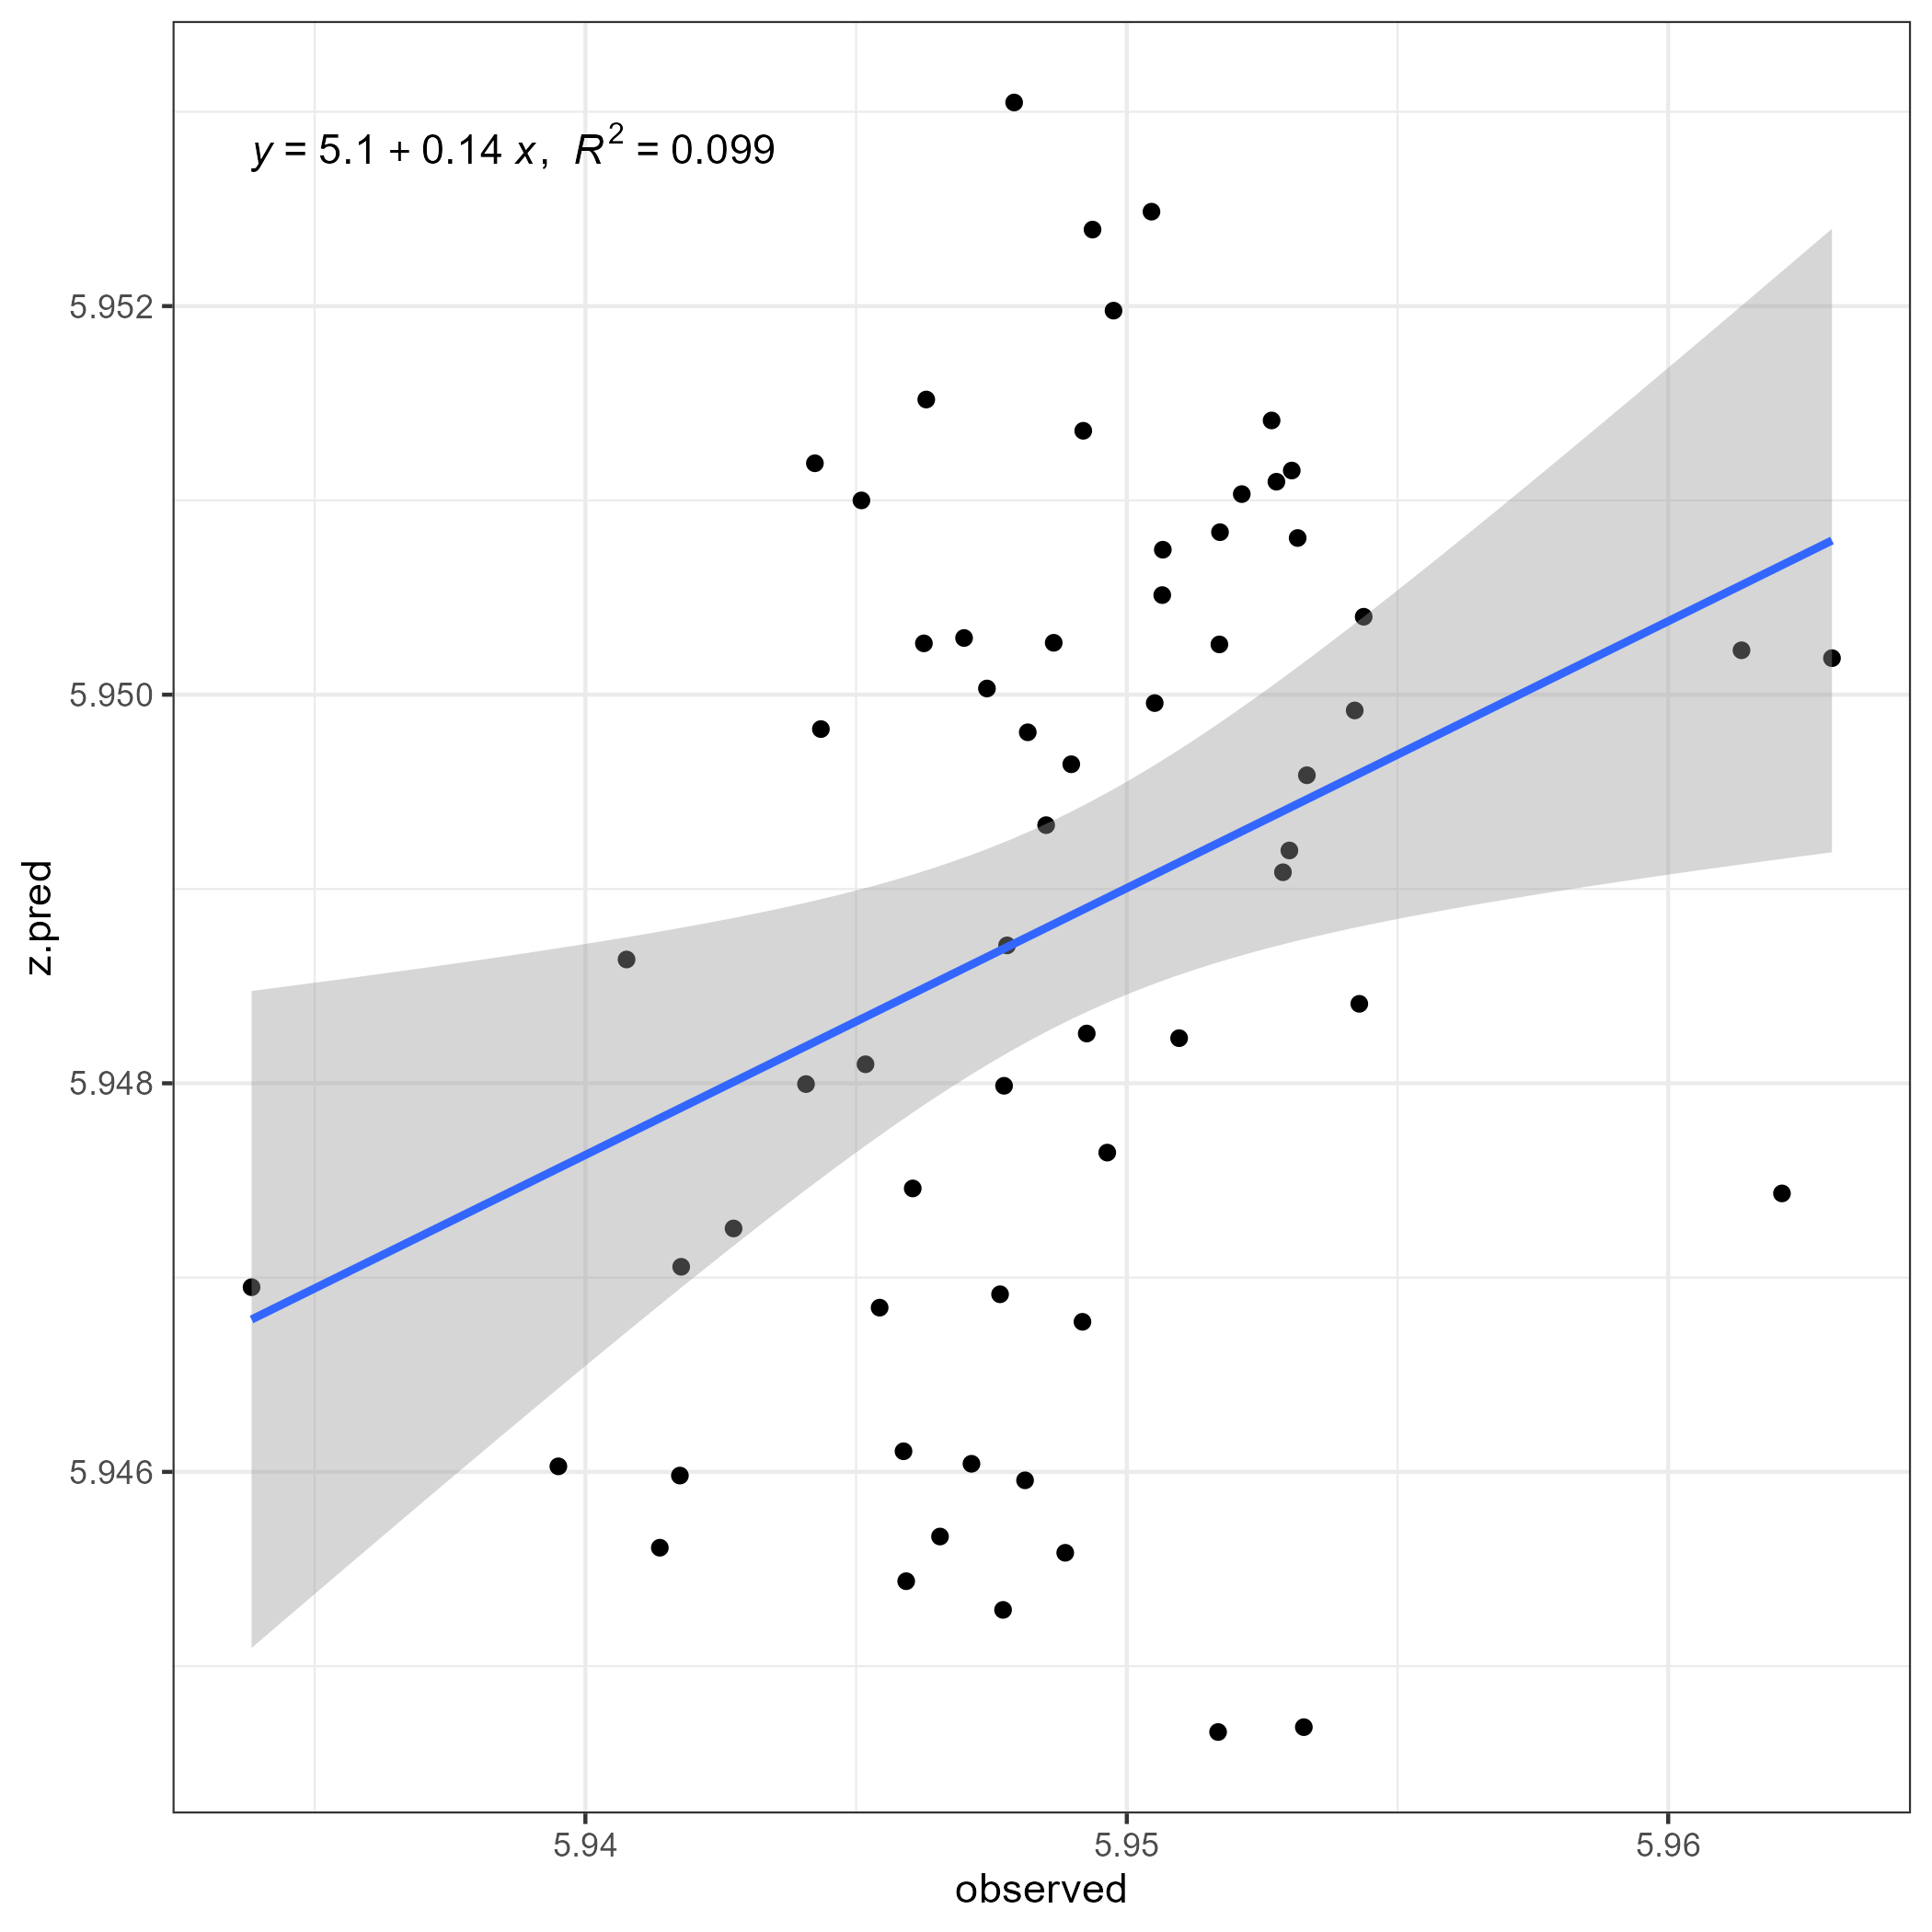 y = 5.1 + 0.14 x, R² = 0.099
5.952
5.950
5.948
5.946
z.pred
5.94 5.95 5.96
observed